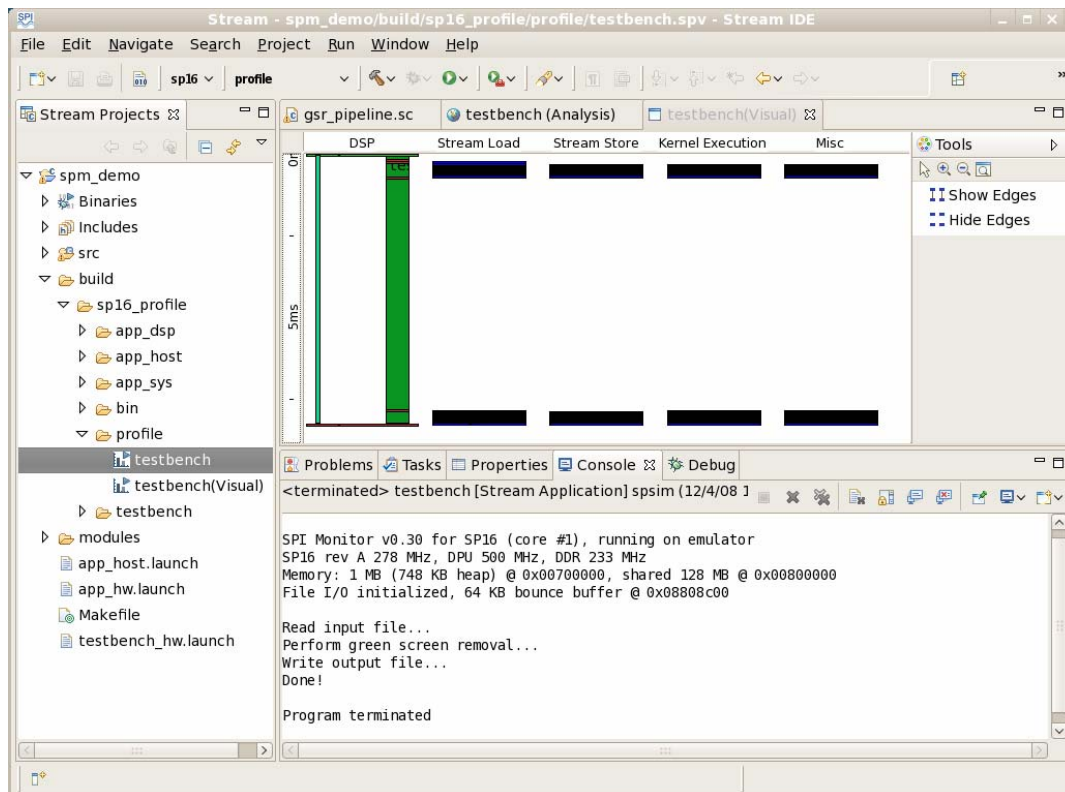 SPI
Stream - spm_demo/build/sp16_profile/profile/testbench.spv - Stream IDE
File Edit Navigate Search Project Run Window Help
010 sp16 profile »
Stream Projects
gsr_pipeline.sc testbench (Analysis) testbench(Visual)
DSP Stream Load Stream Store Kernel Execution Misc
Tools
Show Edges
Hide Edges
5ms
spm_demo
Binaries
Includes
src
build
sp16_profile
app_dsp
app_host
app_sys
bin
profile
testbench
testbench(Visual)
testbench
modules
app_host.launch
app_hw.launch
Makefile
testbench_hw.launch
Problems Tasks Properties Console Debug
<terminated> testbench [Stream Application] spsim (12/4/08 1
SPI Monitor v0.30 for SP16 (core #1), running on emulator
SP16 rev A 278 MHz, DPU 500 MHz, DDR 233 MHz
Memory: 1 MB (748 KB heap) @ 0x00700000, shared 128 MB @ 0x00800000
File I/O initialized, 64 KB bounce buffer @ 0x08808c00
Read input file...
Perform green screen removal...
Write output file...
Done!
Program terminated